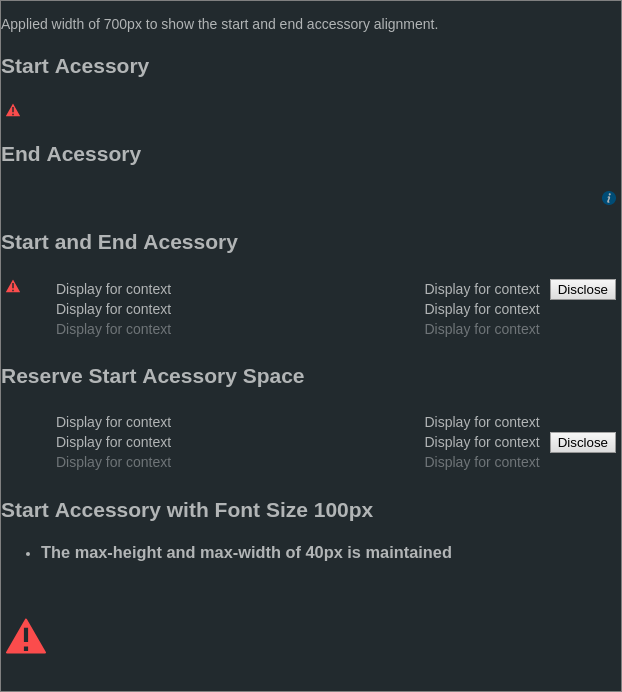 Applied width of 700px to show the start and end accessory alignment.
Start Acessory
End Acessory
i
Start and End Acessory
Display for context Display for context Disclose
Display for context Display for context
Display for context Display for context
Reserve Start Acessory Space
Display for context Display for context
Display for context Display for context Disclose
Display for context Display for context
Start Accessory with Font Size 100px
• The max-height and max-width of 40px is maintained